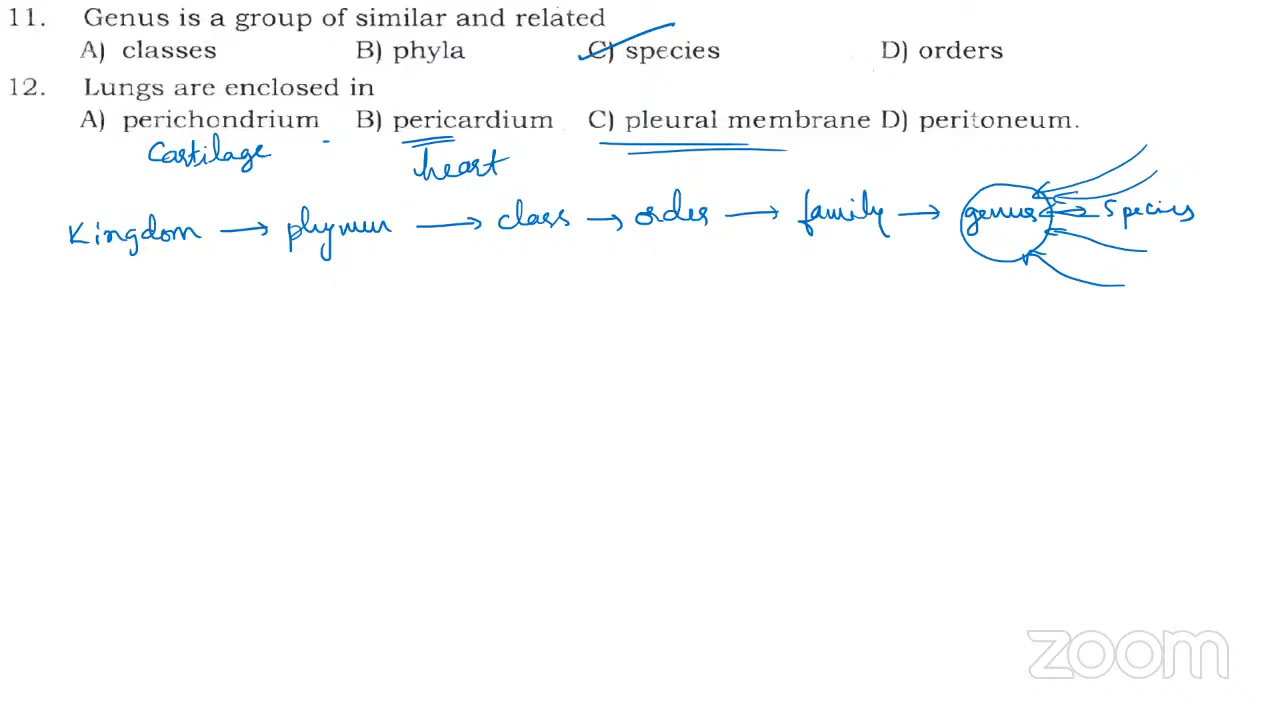 11. Genus is a group of similar and related
A) classes B) phyla C) species D) orders
12. Lungs are enclosed in
A) perichondrium B) pericardium C) pleural membrane D) peritoneum.
Cartilage heart
Kingdom → phymum → class → order → family → genus → Species
zoom